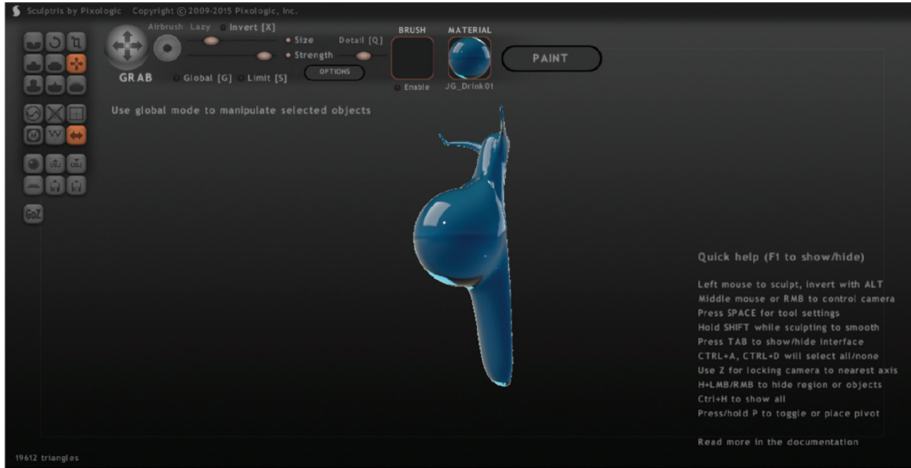 Sculptris by Pixologic Copyright © 2009-2015 Pixologic, Inc.
Airbrush Lazy Invert [X]
Size Detail [Q]
Strength
OPTIONS
GRAB
Global [G] Limit [S]
BRUSH
Enable
MATERIAL
JG_Drink01
PAINT
Use global mode to manipulate selected objects
GoZ
Quick help (F1 to show/hide)
Left mouse to sculpt, invert with ALT
Middle mouse or RMB to control camera
Press SPACE for tool settings
Hold SHIFT while sculpting to smooth
Press TAB to show/hide interface
CTRL+A, CTRL+D will select all/none
Use Z for locking camera to nearest axis
H+LMB/RMB to hide region or objects
Ctrl+H to show all
Press/hold P to toggle or place pivot
Read more in the documentation
19612 triangles